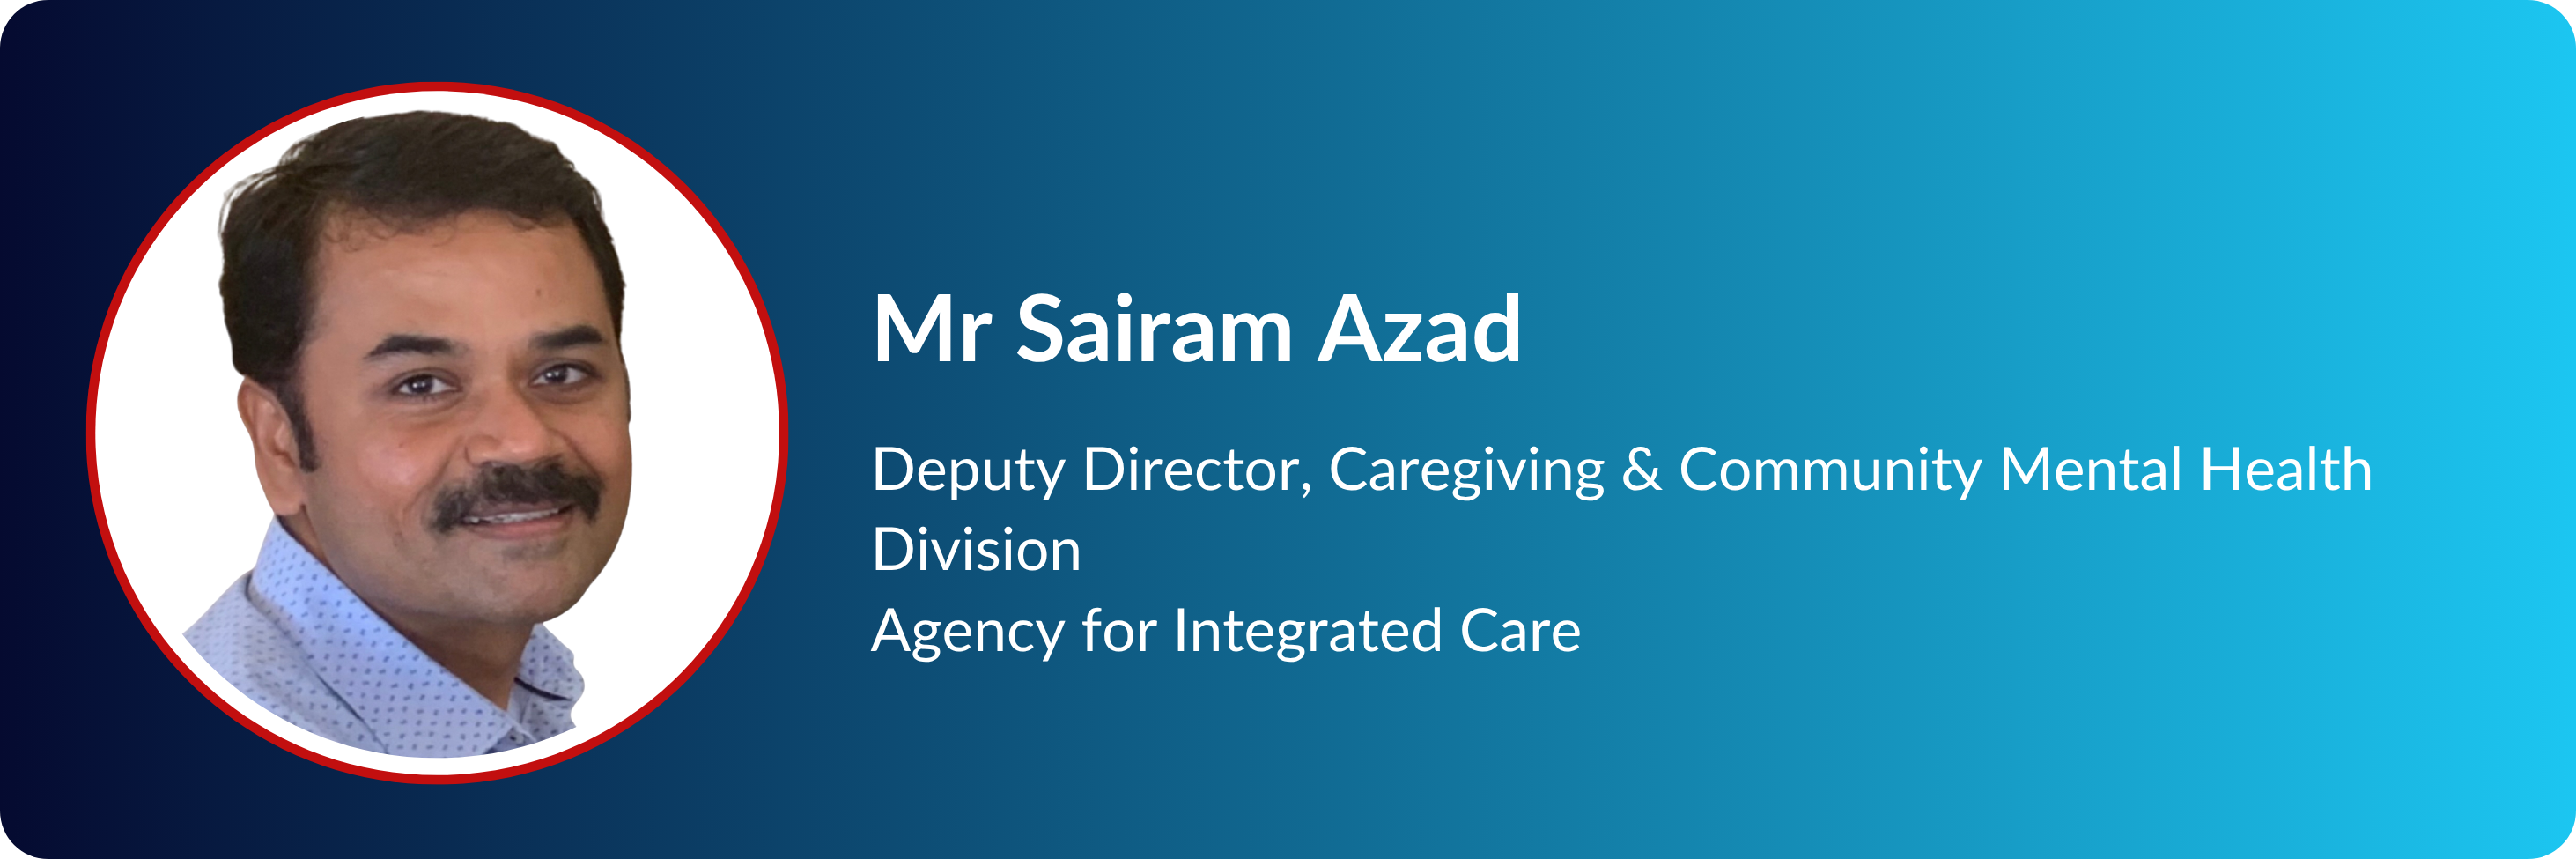 Mr Sairam Azad
Deputy Director, Caregiving & Community Mental Health
Division
Agency for Integrated Care